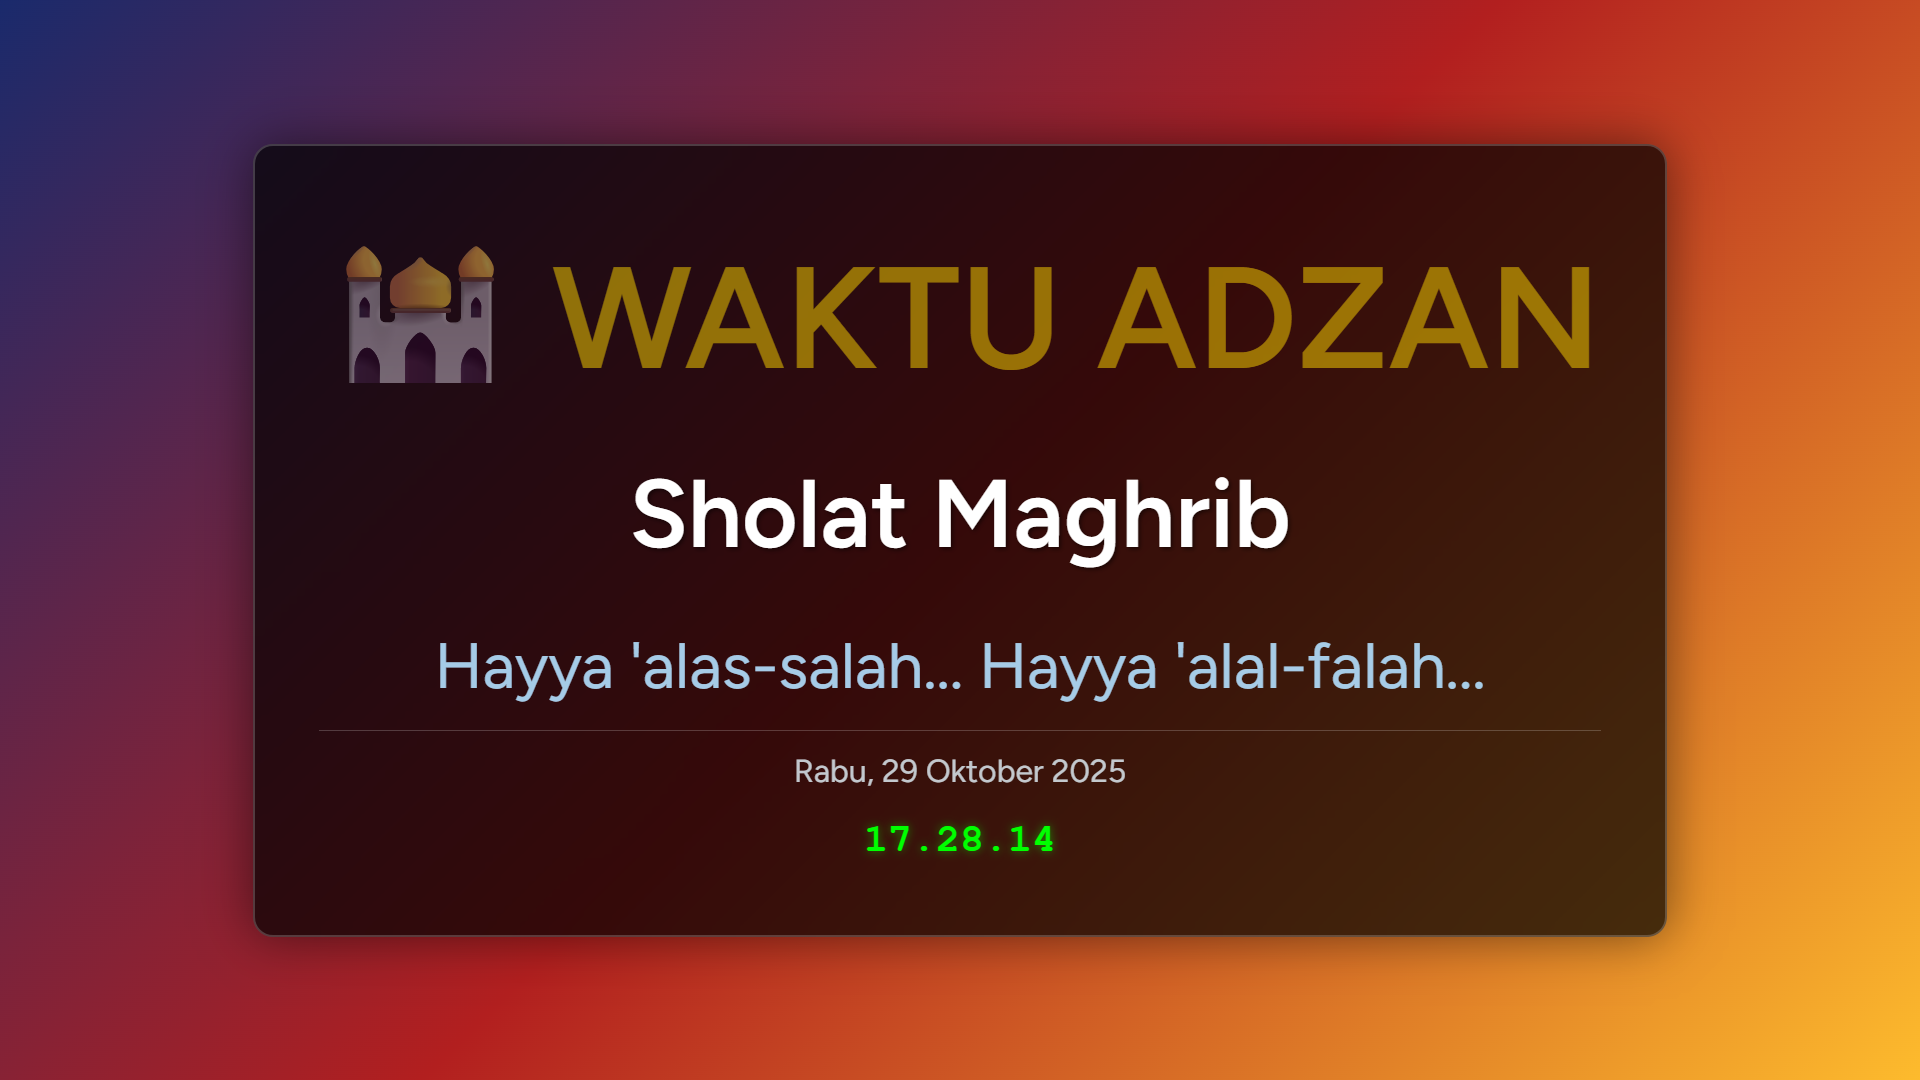 WAKTU ADZAN
Sholat Maghrib
Hayya 'alas-salah... Hayya 'alal-falah...
Rabu, 29 Oktober 2025
17.28.14